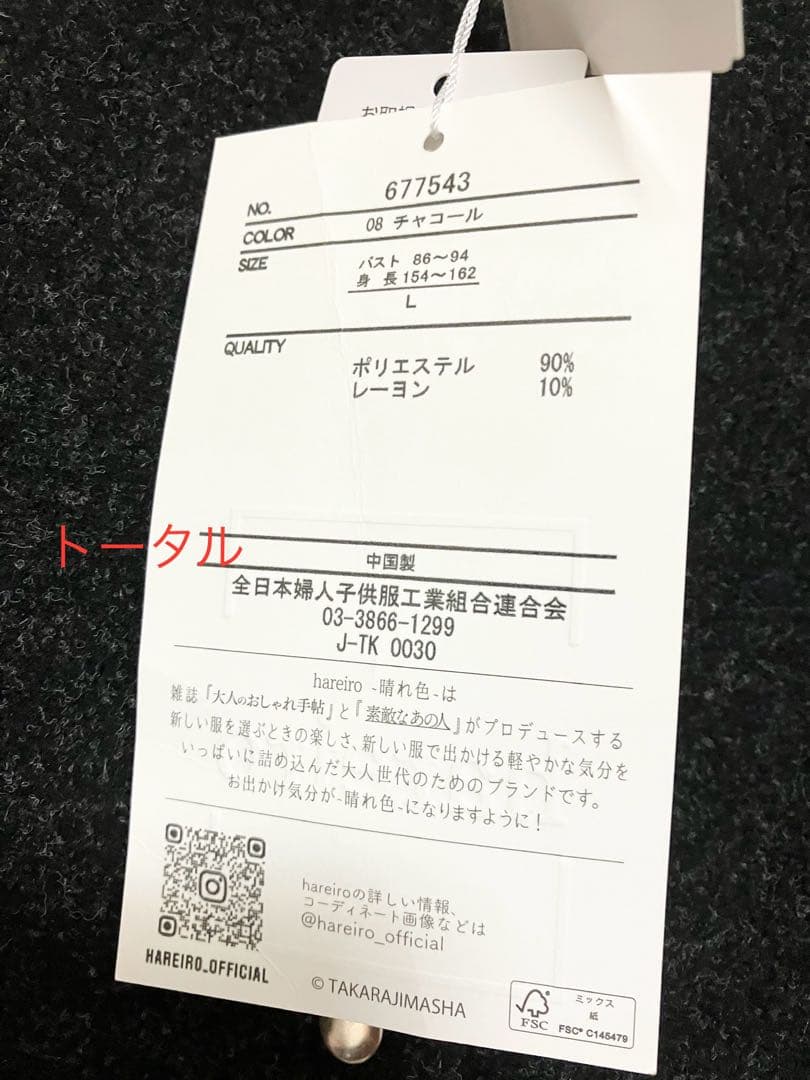 お取扱
NO. 677543
COLOR 08 チャコール
SIZE バスト 86〜94
身 長 154〜162
L
QUALITY
ポリエステル 90%
レーヨン 10%
トータル
中国製
全日本婦人子供服工業組合連合会
03-3866-1299
J-TK 0030
hareiro -晴れ色-は
雑誌『大人のおしゃれ手帖』と『素敵なあの人』がプロデュースする
新しい服を選ぶときの楽しさ、新しい服で出かける軽やかな気分を
いっぱいに詰め込んだ大人世代のためのブランドです。
お出かけ気分が-晴れ色-になりますように！
HAREIRO_OFFICIAL
hareiroの詳しい情報、
コーディネート画像などは
@hareiro_official
© TAKARAJIMASHA
FSC
ミックス
紙
FSC® C145479